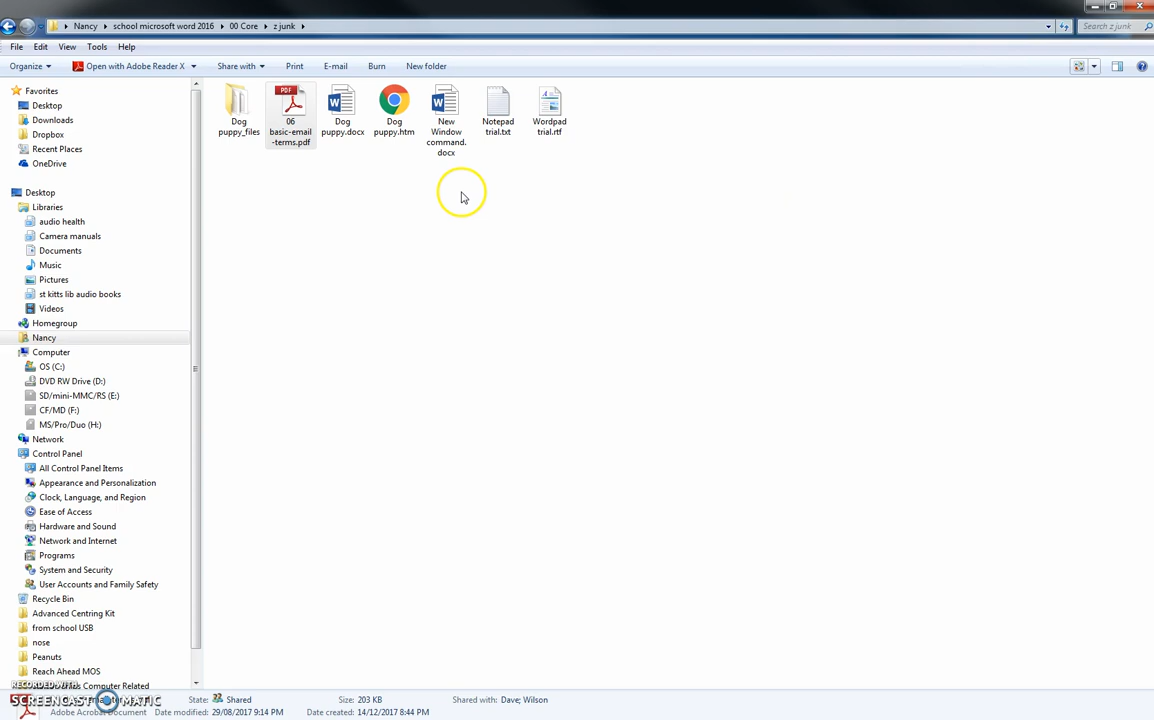 Nancy ▸ school microsoft word 2016 ▸ 00 Core ▸ z junk ▸
Search z junk
File Edit View Tools Help
Organize Open with Adobe Reader X Share with Print E-mail Burn New folder
Favorites
Desktop
Downloads
Dropbox
Recent Places
OneDrive
Desktop
Libraries
audio health
Camera manuals
Documents
Music
Pictures
st kitts lib audio books
Videos
Homegroup
Nancy
Computer
OS (C:)
DVD RW Drive (D:)
SD/mini-MMC/RS (E:)
CF/MD (F:)
MS/Pro/Duo (H:)
Network
Control Panel
All Control Panel Items
Appearance and Personalization
Clock, Language, and Region
Ease of Access
Hardware and Sound
Network and Internet
Programs
System and Security
User Accounts and Family Safety
Recycle Bin
Advanced Centring Kit
from school USB
nose
Peanuts
Reach Ahead MOS
Computer Related
Dog
puppy_files
PDF
06
basic-email
-terms.pdf
Dog
puppy.docx
Dog
puppy.htm
New
Window
command.
docx
Notepad
trial.txt
Wordpad
trial.rtf
RECORDED WITH
SCREENCAST MATIC
State: Shared
Size: 203 KB
Shared with: Dave; Wilson
Adobe Acrobat Document
Date modified: 29/08/2017 9:14 PM
Date created: 14/12/2017 8:44 PM